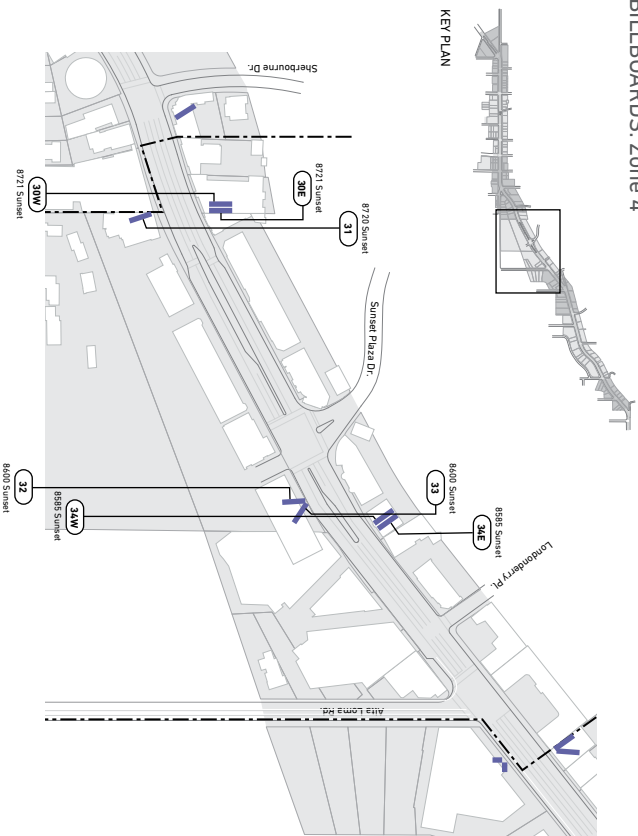 BILLBOARDS: Zone 4
KEY PLAN
Sherbourne Dr.
30W
8721 Sunset
30E
8721 Sunset
31
8720 Sunset
Sunset Plaza Dr.
32
8600 Sunset
34W
8585 Sunset
33
8600 Sunset
34E
8585 Sunset
Londonderry Pl.
Alta Loma Rd.